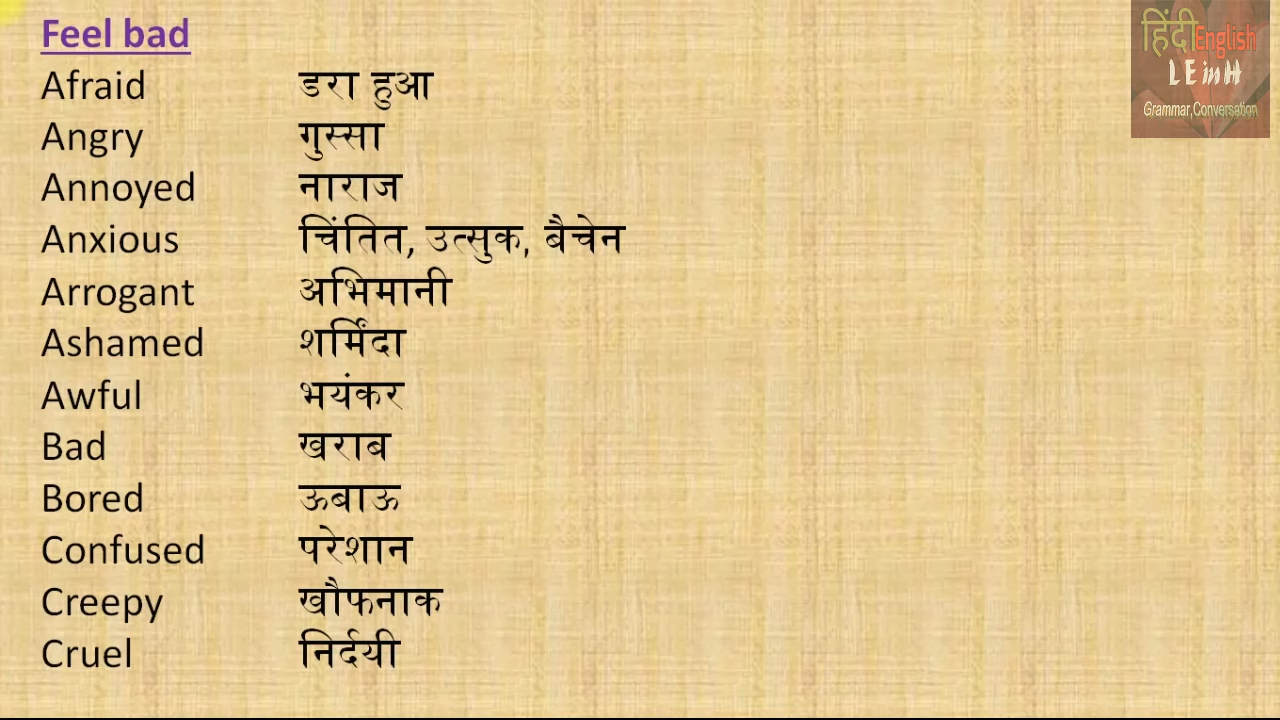 Feel bad
Afraid डरा हुआ
Angry गुस्सा
Annoyed नाराज
Anxious चिंतित, उत्सुक, बैचेन
Arrogant अभिमानी
Ashamed शर्मिंदा
Awful भयंकर
Bad खराब
Bored ऊबाऊ
Confused परेशान
Creepy खौफनाक
Cruel निर्दयी
हिंदी English
L E in H
Grammar,Conversation